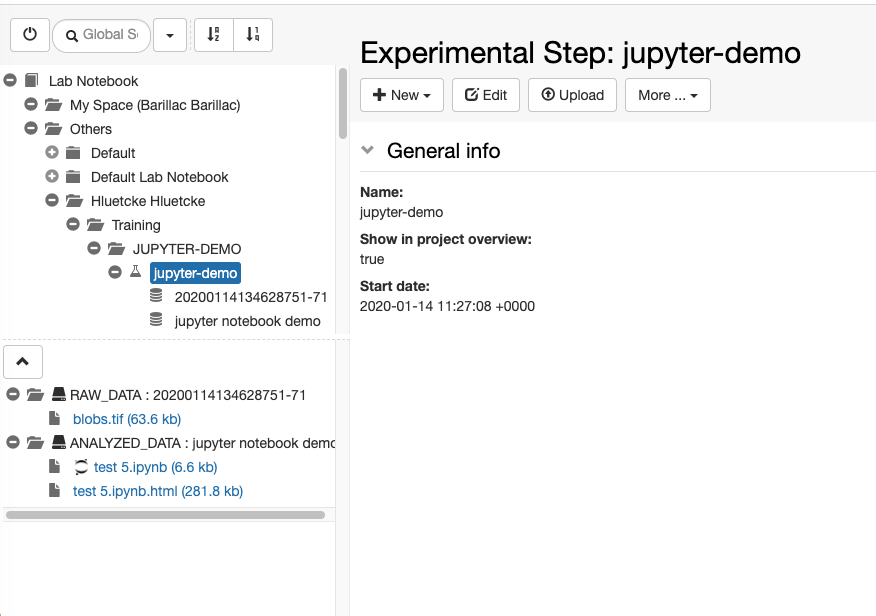 Global S
Lab Notebook
My Space (Barillac Barillac)
Others
Default
Default Lab Notebook
Hluetcke Hluetcke
Training
JUPYTER-DEMO
jupyter-demo
20200114134628751-71
jupyter notebook demo
RAW_DATA : 20200114134628751-71
blobs.tif (63.6 kb)
ANALYZED_DATA : jupyter notebook demo
test 5.ipynb (6.6 kb)
test 5.ipynb.html (281.8 kb)
Experimental Step: jupyter-demo
New Edit Upload More ...
General info
Name:
jupyter-demo
Show in project overview:
true
Start date:
2020-01-14 11:27:08 +0000